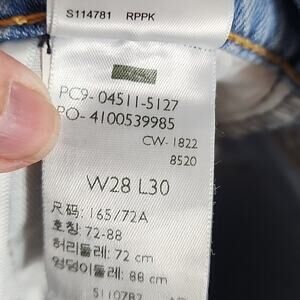 S114781 RPPK
PC9- 04511-5127
PO- 4100539985
CW- 1822
8520
W28 L30
尺码: 165/72A
호칭: 72-88
허리둘레: 72 cm
엉덩이둘레: 88 cm